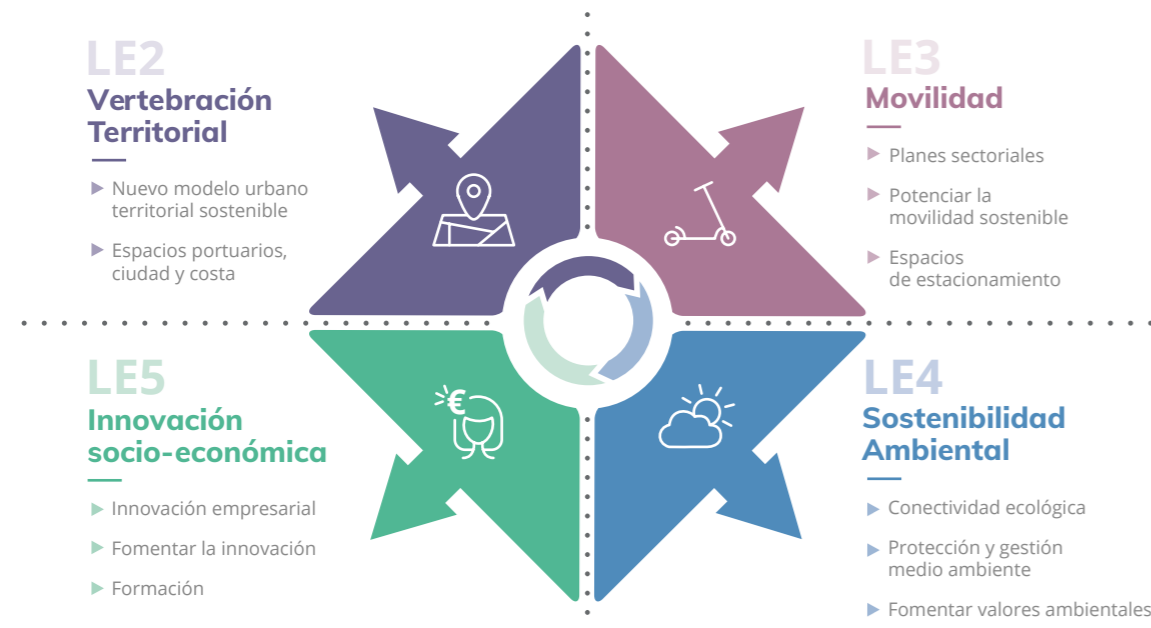 LE2
Vertebración
Territorial
Nuevo modelo urbano
territorial sostenible
Espacios portuarios,
ciudad y costa
LE3
Movilidad
Planes sectoriales
Potenciar la
movilidad sostenible
Espacios
de estacionamiento
LE5
Innovación
socio-económica
Innovación empresarial
Fomentar la innovación
Formación
€
LE4
Sostenibilidad
Ambiental
Conectividad ecológica
Protección y gestión
medio ambiente
Fomentar valores ambientales